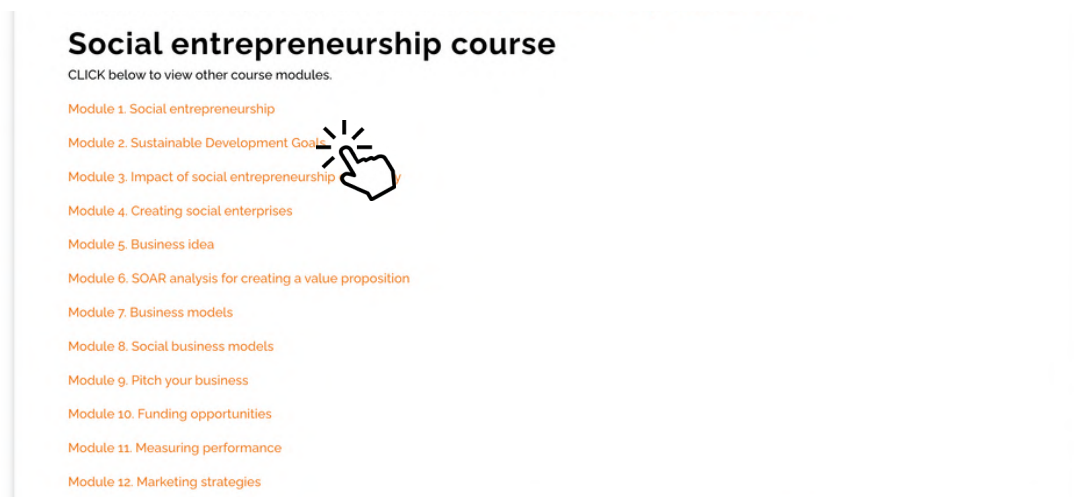 Social entrepreneurship course
CLICK below to view other course modules.
Module 1. Social entrepreneurship
Module 2. Sustainable Development Goals
Module 3. Impact of social entrepreneurship
Module 4. Creating social enterprises
Module 5. Business idea
Module 6. SOAR analysis for creating a value proposition
Module 7. Business models
Module 8. Social business models
Module 9. Pitch your business
Module 10. Funding opportunities
Module 11. Measuring performance
Module 12. Marketing strategies